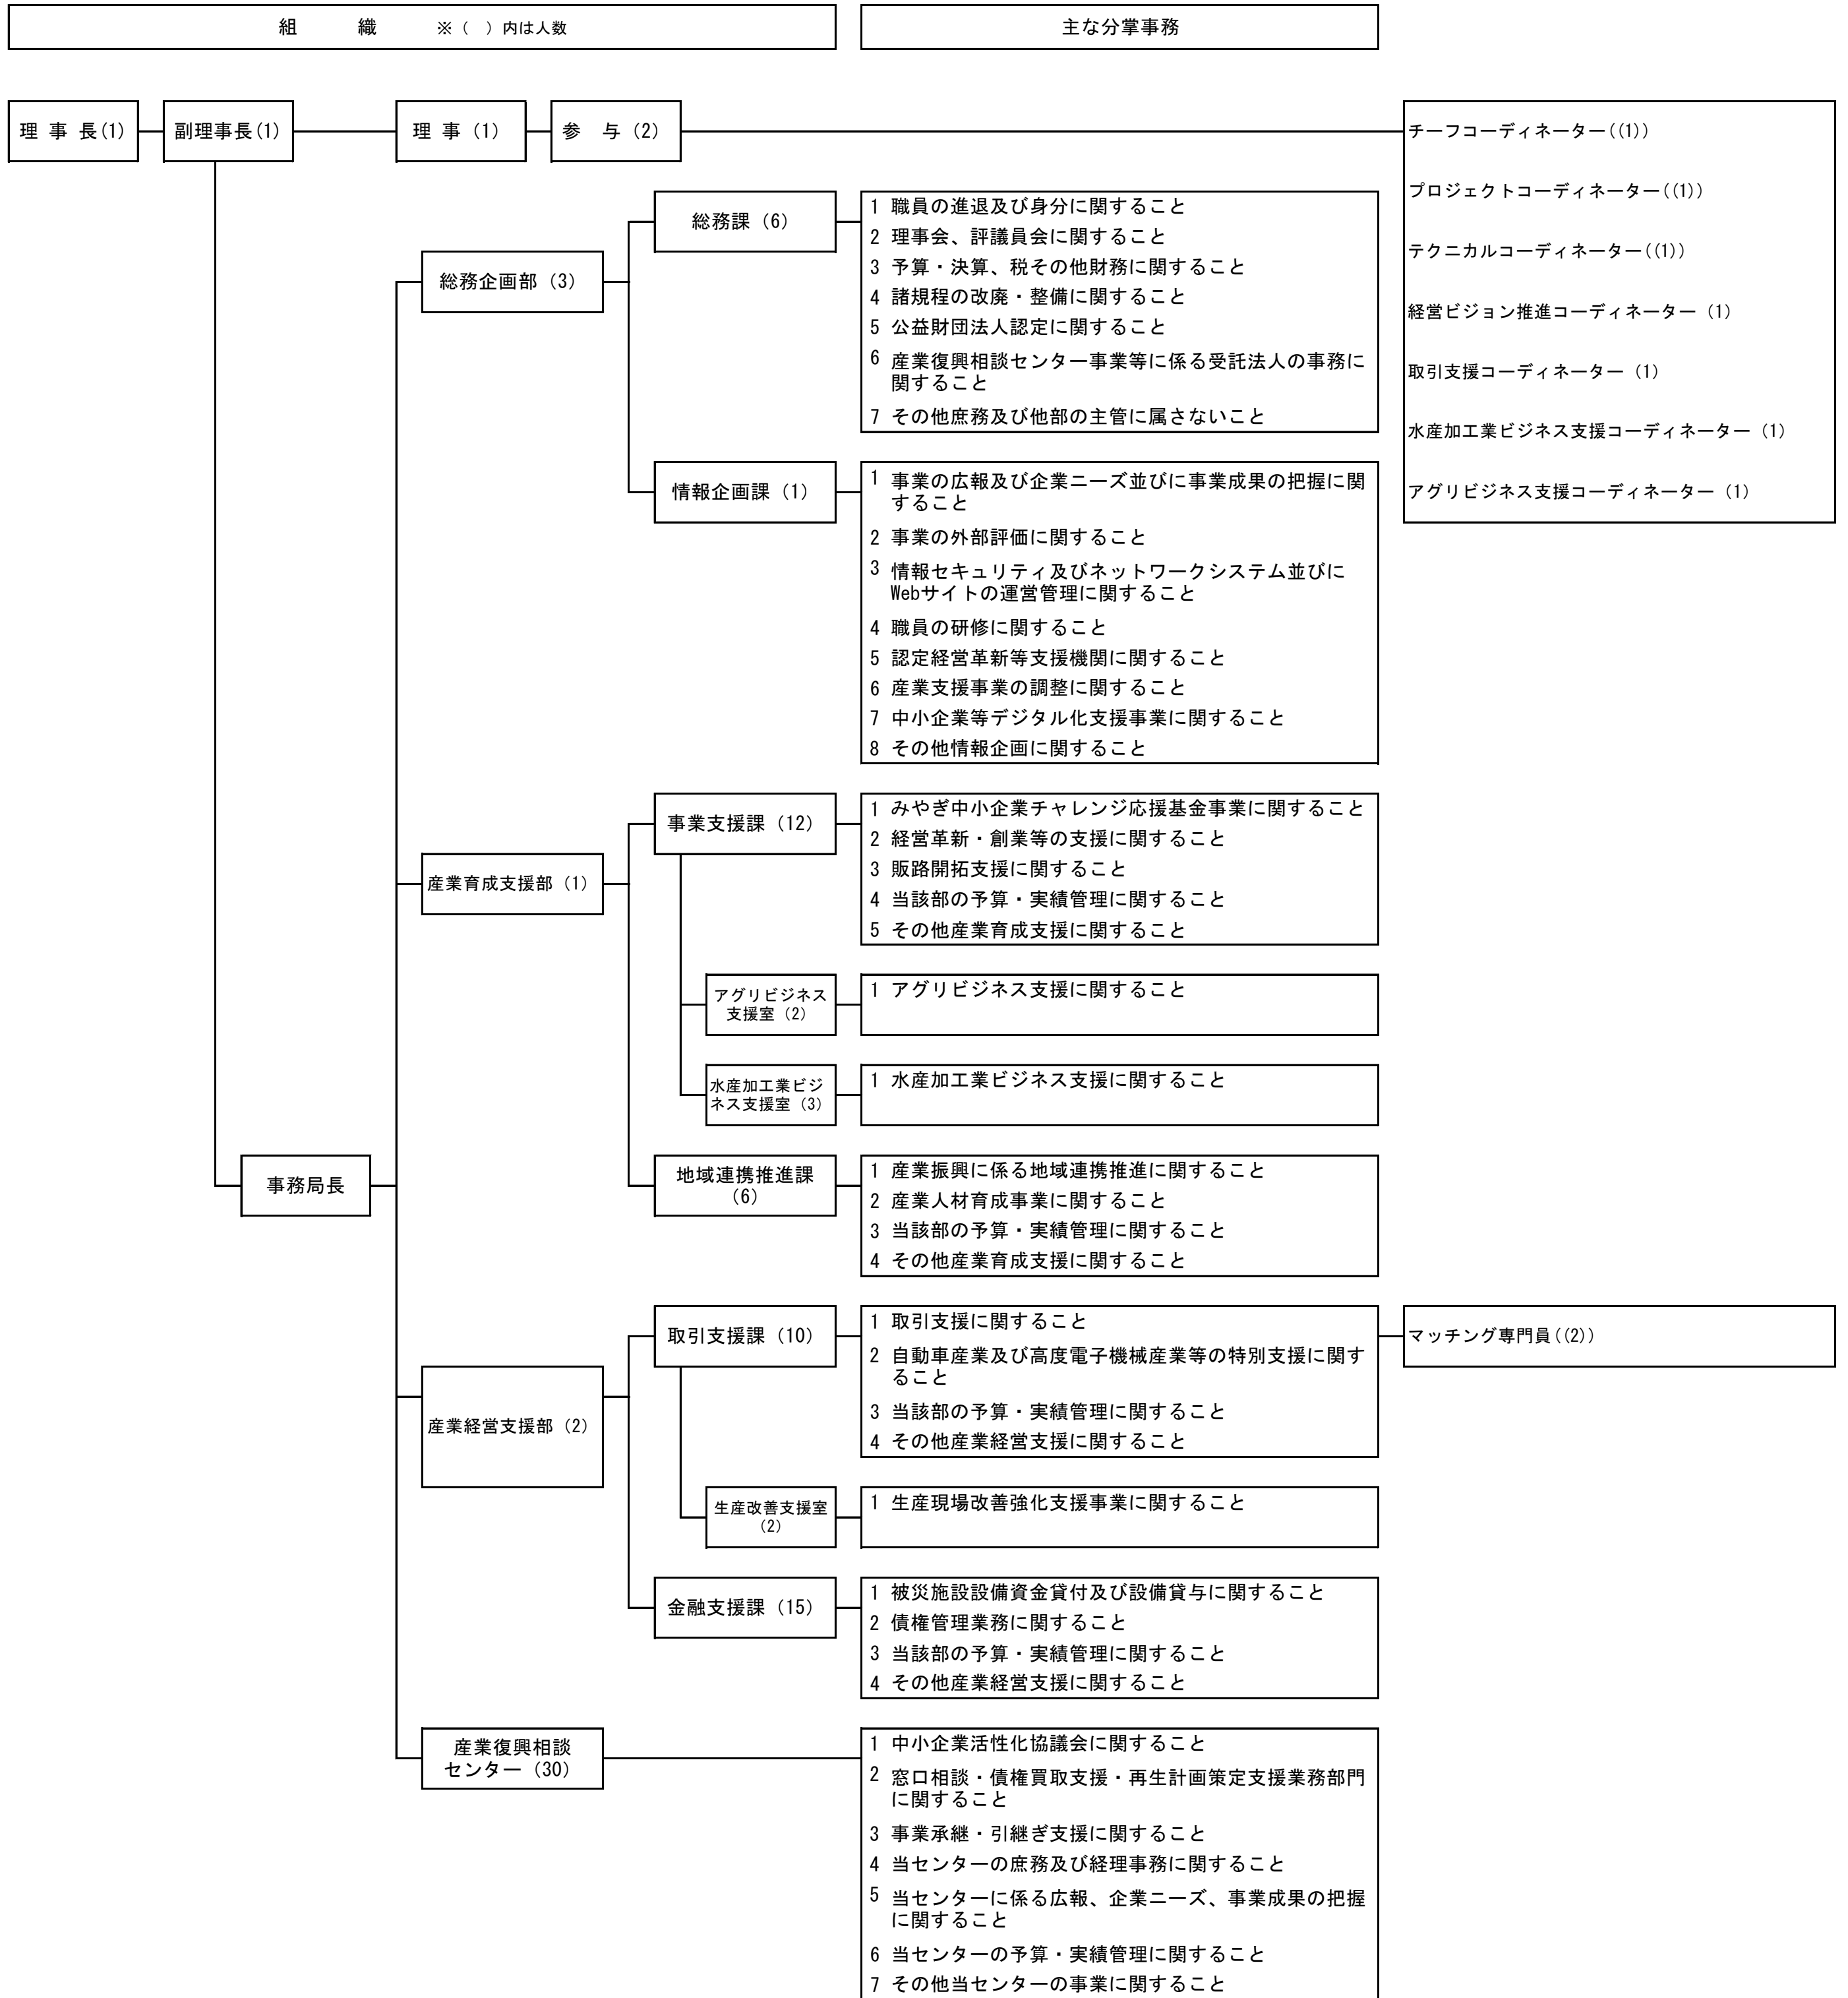 組　　　織　　　※（　）内は人数
主な分掌事務
理 事 長(1)
副理事長(1)
理 事（1）
参　与（2）
チーフコーディネーター((1))
プロジェクトコーディネーター((1))
テクニカルコーディネーター((1))
経営ビジョン推進コーディネーター（1）
取引支援コーディネーター（1）
水産加工業ビジネス支援コーディネーター（1）
アグリビジネス支援コーディネーター（1）
総務企画部（3）
総務課（6）
1 職員の進退及び身分に関すること
2 理事会、評議員会に関すること
3 予算・決算、税その他財務に関すること
4 諸規程の改廃・整備に関すること
5 公益財団法人認定に関すること
6 産業復興相談センター事業等に係る受託法人の事務に
関すること
7 その他庶務及び他部の主管に属さないこと
情報企画課（1）
1 事業の広報及び企業ニーズ並びに事業成果の把握に関
すること
2 事業の外部評価に関すること
3 情報セキュリティ及びネットワークシステム並びに
Webサイトの運営管理に関すること
4 職員の研修に関すること
5 認定経営革新等支援機関に関すること
6 産業支援事業の調整に関すること
7 中小企業等デジタル化支援事業に関すること
8 その他情報企画に関すること
産業育成支援部（1）
事業支援課（12）
1 みやぎ中小企業チャレンジ応援基金事業に関すること
2 経営革新・創業等の支援に関すること
3 販路開拓支援に関すること
4 当該部の予算・実績管理に関すること
5 その他産業育成支援に関すること
アグリビジネス
支援室（2）
1 アグリビジネス支援に関すること
水産加工業ビジ
ネス支援室（3）
1 水産加工業ビジネス支援に関すること
事務局長
地域連携推進課
（6）
1 産業振興に係る地域連携推進に関すること
2 産業人材育成事業に関すること
3 当該部の予算・実績管理に関すること
4 その他産業育成支援に関すること
産業経営支援部（2）
取引支援課（10）
1 取引支援に関すること
2 自動車産業及び高度電子機械産業等の特別支援に関す
ること
3 当該部の予算・実績管理に関すること
4 その他産業経営支援に関すること
マッチング専門員((2))
生産改善支援室
（2）
1 生産現場改善強化支援事業に関すること
金融支援課（15）
1 被災施設設備資金貸付及び設備貸与に関すること
2 債権管理業務に関すること
3 当該部の予算・実績管理に関すること
4 その他産業経営支援に関すること
産業復興相談
センター（30）
1 中小企業活性化協議会に関すること
2 窓口相談・債権買取支援・再生計画策定支援業務部門
に関すること
3 事業承継・引継ぎ支援に関すること
4 当センターの庶務及び経理事務に関すること
5 当センターに係る広報、企業ニーズ、事業成果の把握
に関すること
6 当センターの予算・実績管理に関すること
7 その他当センターの事業に関すること